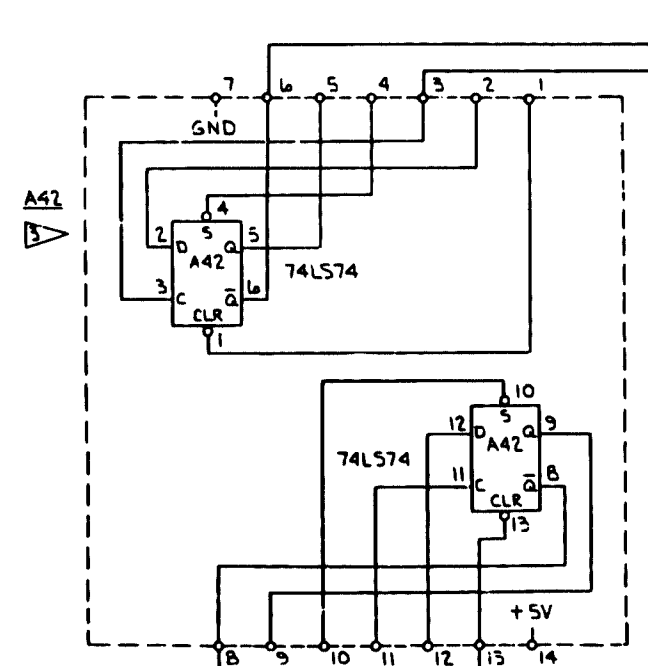 7 6 5 4 3 2 1
GND
A42
3
4
2 D S Q 5
A42
74LS74
3 C Q̅ 6
CLR
1
10
S
12 D Q 9
A42
74LS74
11 C Q̅ 8
CLR
13
+5V
8 9 10 11 12 13 14